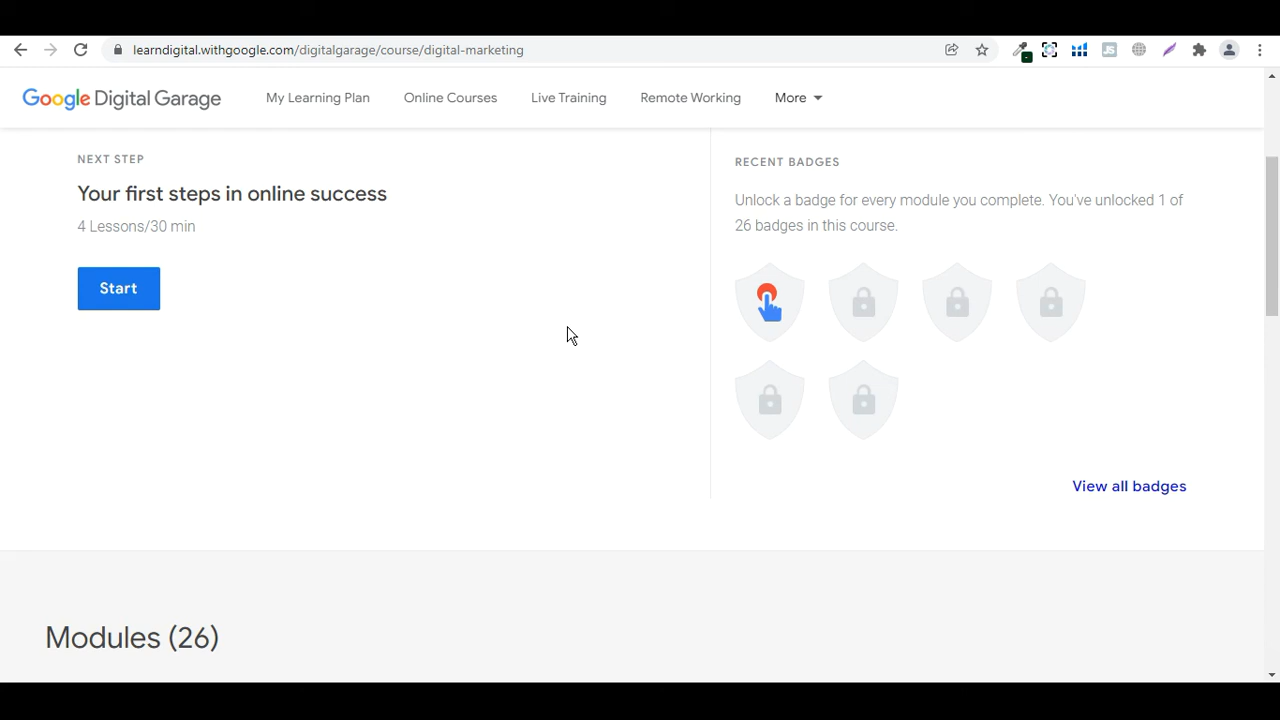 learndigital.withgoogle.com/digitalgarage/course/digital-marketing
JS
Google Digital Garage
My Learning Plan
Online Courses
Live Training
Remote Working
More
NEXT STEP
Your first steps in online success
4 Lessons/30 min
Start
RECENT BADGES
Unlock a badge for every module you complete. You've unlocked 1 of
26 badges in this course.
View all badges
Modules (26)